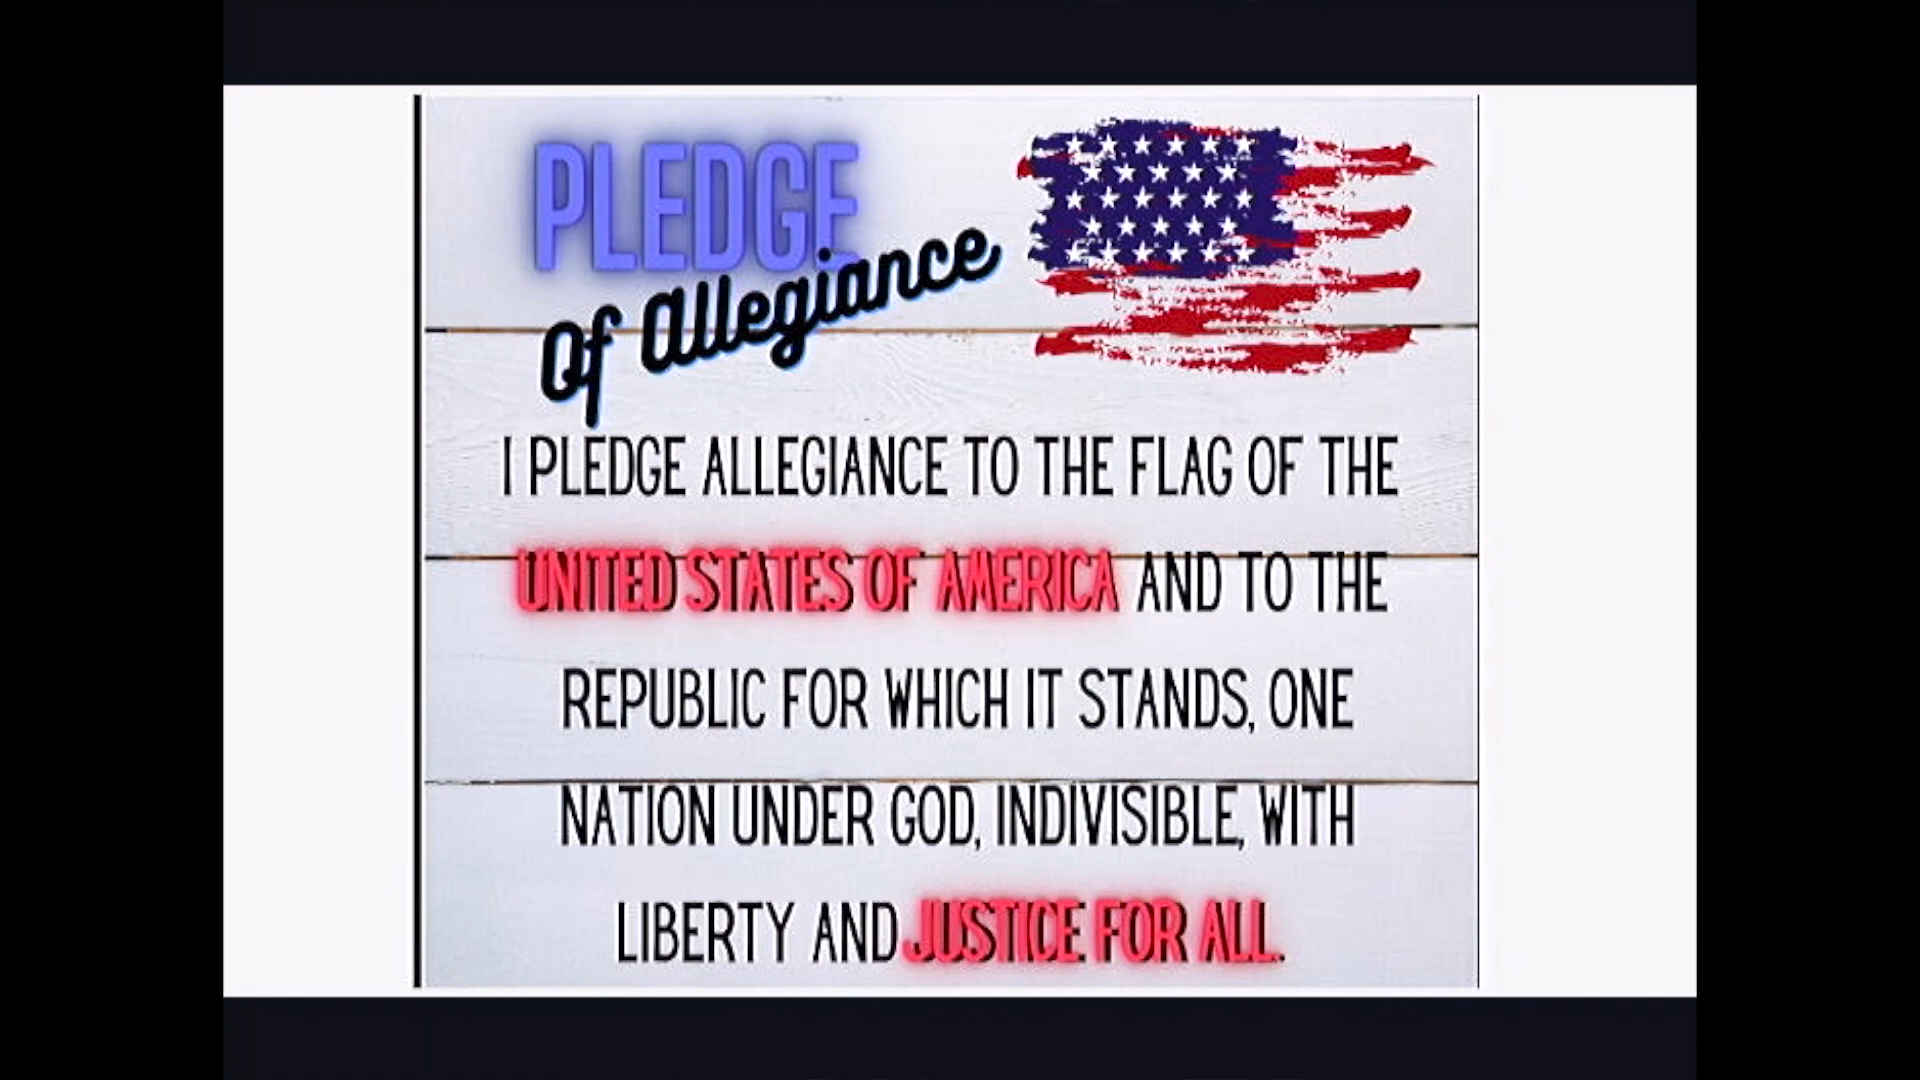 PLEDGE
Of Allegiance
I PLEDGE ALLEGIANCE TO THE FLAG OF THE
UNITED STATES OF AMERICA AND TO THE
REPUBLIC FOR WHICH IT STANDS, ONE
NATION UNDER GOD, INDIVISIBLE, WITH
LIBERTY AND JUSTICE FOR ALL.